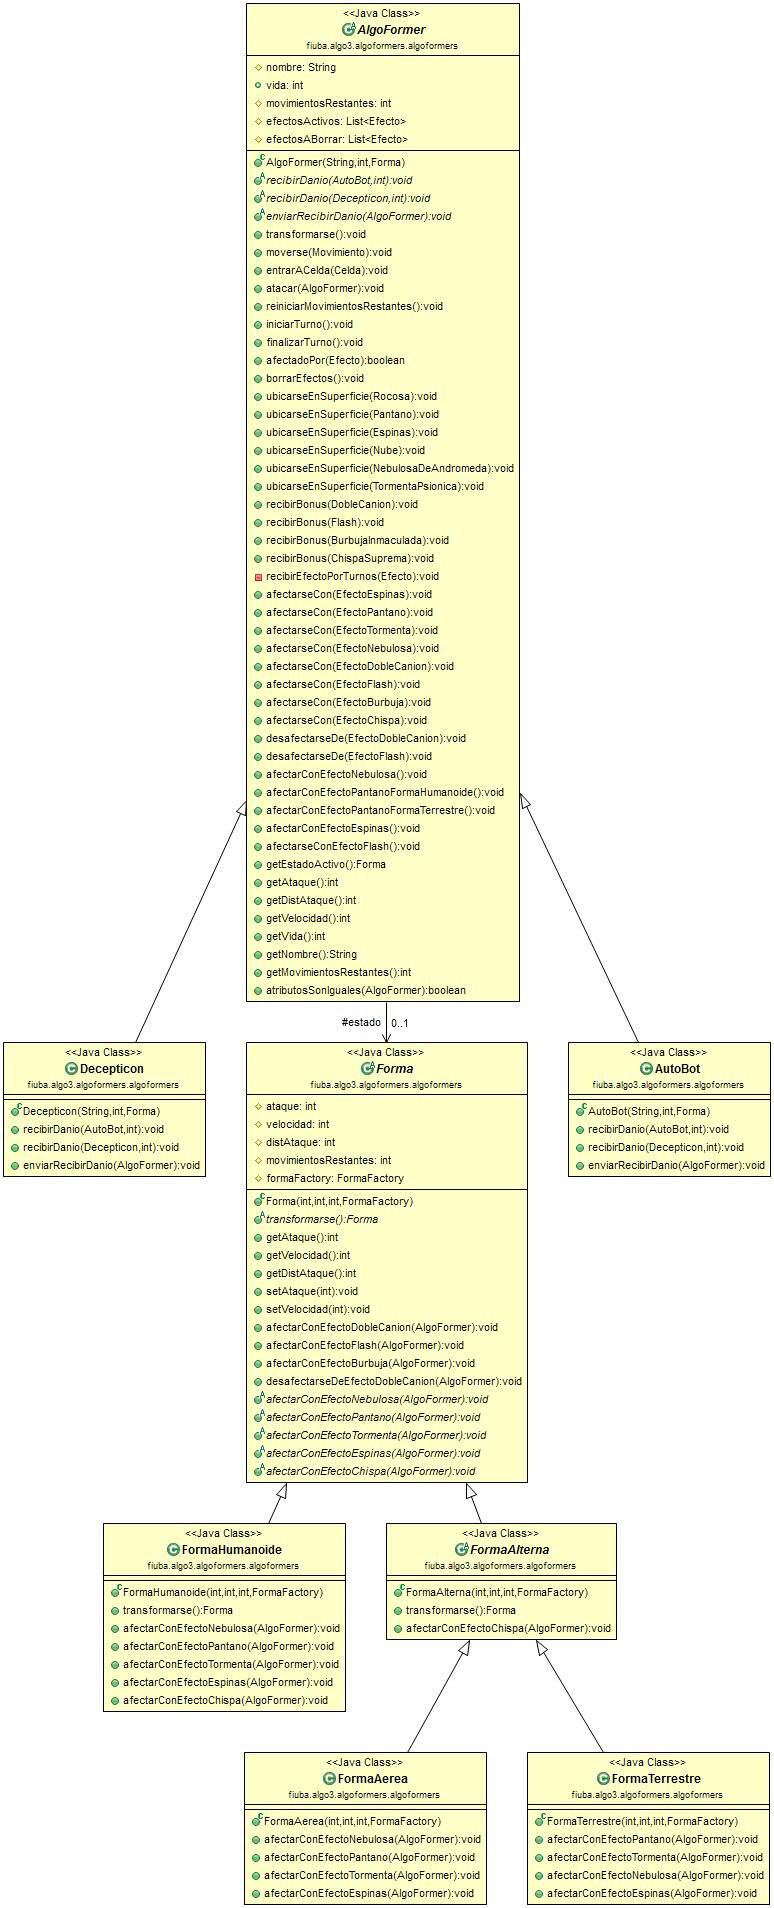 <<Java Class>>
AlgoFormer
fiuba.algo3.algoformers.algoformers
nombre: String
vida: int
movimientosRestantes: int
efectosActivos: List<Efecto>
efectosABorrar: List<Efecto>
AlgoFormer(String,int,Forma)
recibirDanio(AutoBot,int):void
recibirDanio(Decepticon,int):void
enviarRecibirDanio(AlgoFormer):void
transformarse():void
moverse(Movimiento):void
entrarACelda(Celda):void
atacar(AlgoFormer):void
reiniciarMovimientosRestantes():void
iniciarTurno():void
finalizarTurno():void
afectadoPor(Efecto):boolean
borrarEfectos():void
ubicarseEnSuperficie(Rocosa):void
ubicarseEnSuperficie(Pantano):void
ubicarseEnSuperficie(Espinas):void
ubicarseEnSuperficie(Nube):void
ubicarseEnSuperficie(NebulosaDeAndromeda):void
ubicarseEnSuperficie(TormentaPsionica):void
recibirBonus(DobleCanion):void
recibirBonus(Flash):void
recibirBonus(BurbujaInmaculada):void
recibirBonus(ChispaSuprema):void
recibirEfectoPorTurnos(Efecto):void
afectarseCon(EfectoEspinas):void
afectarseCon(EfectoPantano):void
afectarseCon(EfectoTormenta):void
afectarseCon(EfectoNebulosa):void
afectarseCon(EfectoDobleCanion):void
afectarseCon(EfectoFlash):void
afectarseCon(EfectoBurbuja):void
afectarseCon(EfectoChispa):void
desafectarseDe(EfectoDobleCanion):void
desafectarseDe(EfectoFlash):void
afectarConEfectoNebulosa():void
afectarConEfectoPantanoFormaHumanoide():void
afectarConEfectoPantanoFormaTerrestre():void
afectarConEfectoEspinas():void
afectarseConEfectoFlash():void
getEstadoActivo():Forma
getAtaque():int
getDistAtaque():int
getVelocidad():int
getVida():int
getNombre():String
getMovimientosRestantes():int
atributosSonIguales(AlgoFormer):boolean
#estado 0..1
<<Java Class>>
Decepticon
fiuba.algo3.algoformers.algoformers
Decepticon(String,int,Forma)
recibirDanio(AutoBot,int):void
recibirDanio(Decepticon,int):void
enviarRecibirDanio(AlgoFormer):void
<<Java Class>>
Forma
fiuba.algo3.algoformers.algoformers
ataque: int
velocidad: int
distAtaque: int
movimientosRestantes: int
formaFactory: FormaFactory
Forma(int,int,int,FormaFactory)
transformarse():Forma
getAtaque():int
getVelocidad():int
getDistAtaque():int
setAtaque(int):void
setVelocidad(int):void
afectarConEfectoDobleCanion(AlgoFormer):void
afectarConEfectoFlash(AlgoFormer):void
afectarConEfectoBurbuja(AlgoFormer):void
desafectarseDeEfectoDobleCanion(AlgoFormer):void
afectarConEfectoNebulosa(AlgoFormer):void
afectarConEfectoPantano(AlgoFormer):void
afectarConEfectoTormenta(AlgoFormer):void
afectarConEfectoEspinas(AlgoFormer):void
afectarConEfectoChispa(AlgoFormer):void
<<Java Class>>
AutoBot
fiuba.algo3.algoformers.algoformers
AutoBot(String,int,Forma)
recibirDanio(AutoBot,int):void
recibirDanio(Decepticon,int):void
enviarRecibirDanio(AlgoFormer):void
<<Java Class>>
FormaHumanoide
fiuba.algo3.algoformers.algoformers
FormaHumanoide(int,int,int,FormaFactory)
transformarse():Forma
afectarConEfectoNebulosa(AlgoFormer):void
afectarConEfectoPantano(AlgoFormer):void
afectarConEfectoTormenta(AlgoFormer):void
afectarConEfectoEspinas(AlgoFormer):void
afectarConEfectoChispa(AlgoFormer):void
<<Java Class>>
FormaAlterna
fiuba.algo3.algoformers.algoformers
FormaAlterna(int,int,int,FormaFactory)
transformarse():Forma
afectarConEfectoChispa(AlgoFormer):void
<<Java Class>>
FormaAerea
fiuba.algo3.algoformers.algoformers
FormaAerea(int,int,int,FormaFactory)
afectarConEfectoNebulosa(AlgoFormer):void
afectarConEfectoPantano(AlgoFormer):void
afectarConEfectoTormenta(AlgoFormer):void
afectarConEfectoEspinas(AlgoFormer):void
<<Java Class>>
FormaTerrestre
fiuba.algo3.algoformers.algoformers
FormaTerrestre(int,int,int,FormaFactory)
afectarConEfectoPantano(AlgoFormer):void
afectarConEfectoTormenta(AlgoFormer):void
afectarConEfectoNebulosa(AlgoFormer):void
afectarConEfectoEspinas(AlgoFormer):void